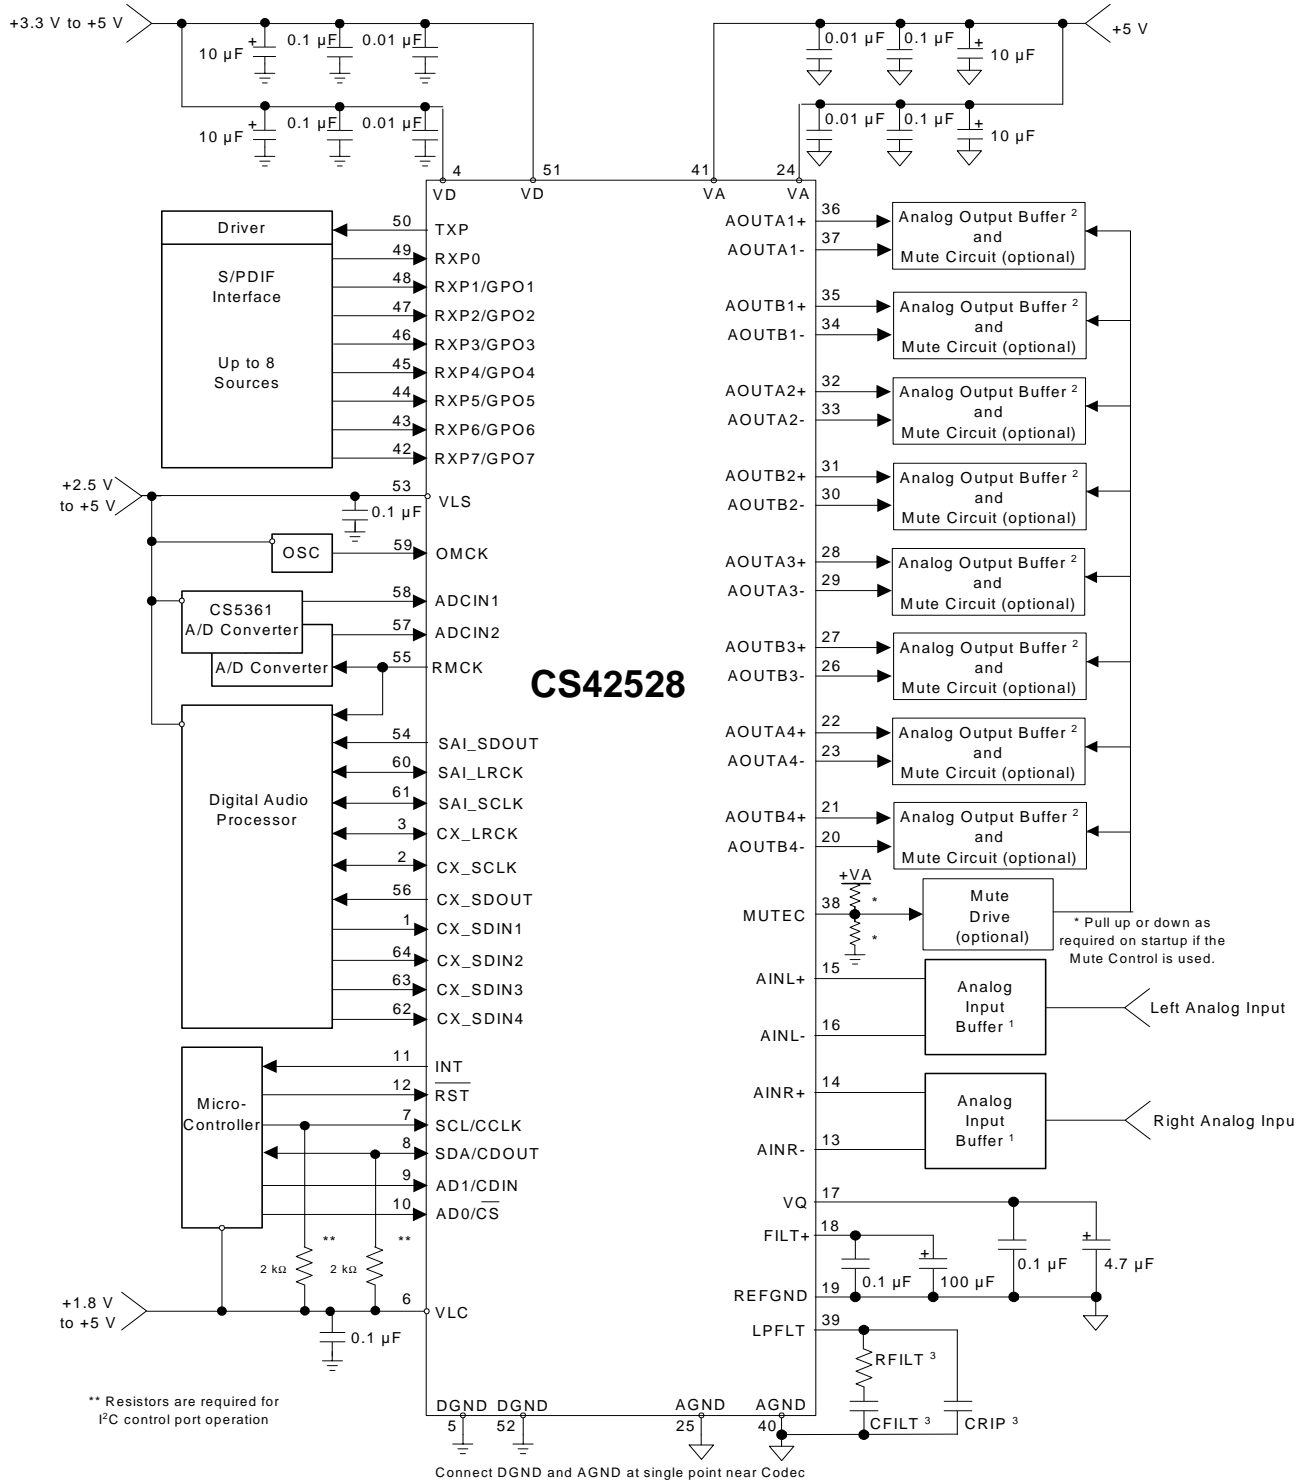 +3.3 V to +5 V
+5 V
10 µF
+
0.1 µF
0.01 µF
0.01 µF
0.1 µF
+
10 µF
10 µF
+
0.1 µF
0.01 µF
0.01 µF
0.1 µF
+
10 µF
4
51
41
24
VD
VD
VA
VA
Driver
S/PDIF
Interface
Up to 8
Sources
50
TXP
49
RXP0
48
RXP1/GPO1
47
RXP2/GPO2
46
RXP3/GPO3
45
RXP4/GPO4
44
RXP5/GPO5
43
RXP6/GPO6
42
RXP7/GPO7
+2.5 V
to +5 V
53
VLS
0.1 µF
OSC
59
OMCK
CS5361
A/D Converter
A/D Converter
58
ADCIN1
57
ADCIN2
55
RMCK
CS42528
Digital Audio
Processor
54
SAI_SDOUT
60
SAI_LRCK
61
SAI_SCLK
3
CX_LRCK
2
CX_SCLK
56
CX_SDOUT
1
CX_SDIN1
64
CX_SDIN2
63
CX_SDIN3
62
CX_SDIN4
Micro-
Controller
11
INT
12
RST
7
SCL/CCLK
8
SDA/CDOUT
9
AD1/CDIN
10
AD0/CS
**
**
2 kΩ
2 kΩ
+1.8 V
to +5 V
6
VLC
0.1 µF
** Resistors are required for
I²C control port operation
DGND
DGND
AGND
AGND
5
52
25
40
Connect DGND and AGND at single point near Codec
AOUTA1+
36
AOUTA1-
37
Analog Output Buffer ²
and
Mute Circuit (optional)
AOUTB1+
35
AOUTB1-
34
Analog Output Buffer ²
and
Mute Circuit (optional)
AOUTA2+
32
AOUTA2-
33
Analog Output Buffer ²
and
Mute Circuit (optional)
AOUTB2+
31
AOUTB2-
30
Analog Output Buffer ²
and
Mute Circuit (optional)
AOUTA3+
28
AOUTA3-
29
Analog Output Buffer ²
and
Mute Circuit (optional)
AOUTB3+
27
AOUTB3-
26
Analog Output Buffer ²
and
Mute Circuit (optional)
AOUTA4+
22
AOUTA4-
23
Analog Output Buffer ²
and
Mute Circuit (optional)
AOUTB4+
21
AOUTB4-
20
Analog Output Buffer ²
and
Mute Circuit (optional)
+VA
*
*
MUTEC
38
Mute
Drive
(optional)
* Pull up or down as
required on startup if the
Mute Control is used.
AINL+
15
AINL-
16
Analog
Input
Buffer ¹
Left Analog Input
AINR+
14
AINR-
13
Analog
Input
Buffer ¹
Right Analog Inpu
VQ
17
FILT+
18
0.1 µF
+
100 µF
0.1 µF
+
4.7 µF
REFGND
19
LPFLT
39
RFILT ³
CFILT ³
CRIP ³